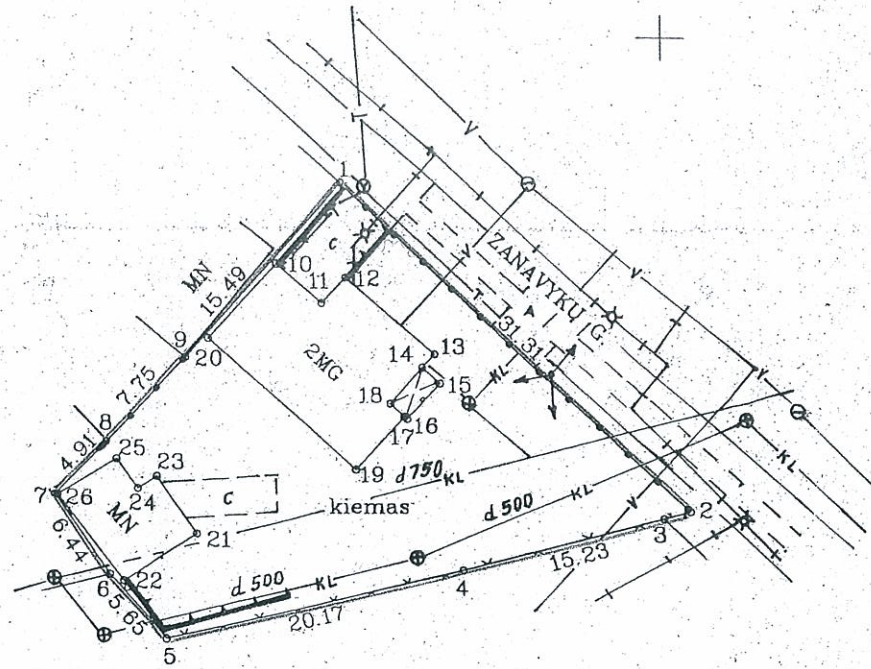 1
MN
15.49
10
c
11
12
V
V
V
V
T
T
ZANAVYKŲ G.
A
31.31
9
20
2MG
14
13
15
18
17
16
19
KL
7.75
8
4.91
7
26
25
24
23
c
MN
21
22
6.44
6
5.65
5
kiemas
d 750
KL
d 500
KL
KL
V
2
3
15.23
4
d 500
KL
20.17